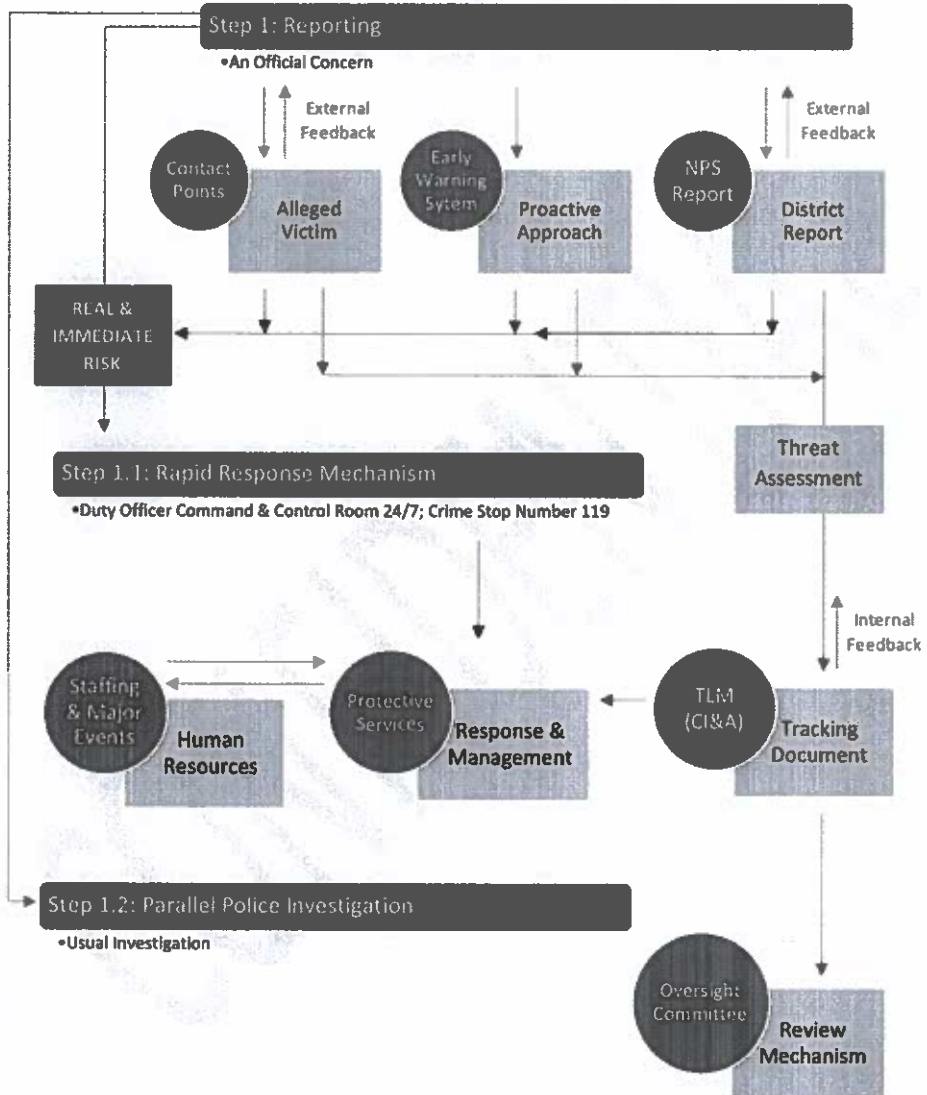 Step 1: Reporting
•An Official Concern
External
Feedback
External
Feedback
Contact
Points
Alleged
Victim
Early
Warning
Sytem
Proactive
Approach
NPS
Report
District
Report
REAL &
IMMEDIATE
RISK
Step 1.1: Rapid Response Mechanism
•Duty Officer Command & Control Room 24/7; Crime Stop Number 119
Threat
Assessment
Internal
Feedback
Staffing
& Major
Events
Human
Resources
Protective
Services
Response &
Management
TLM
(CI&A)
Tracking
Document
Step 1.2: Parallel Police Investigation
•Usual Investigation
Oversight
Committee
Review
Mechanism